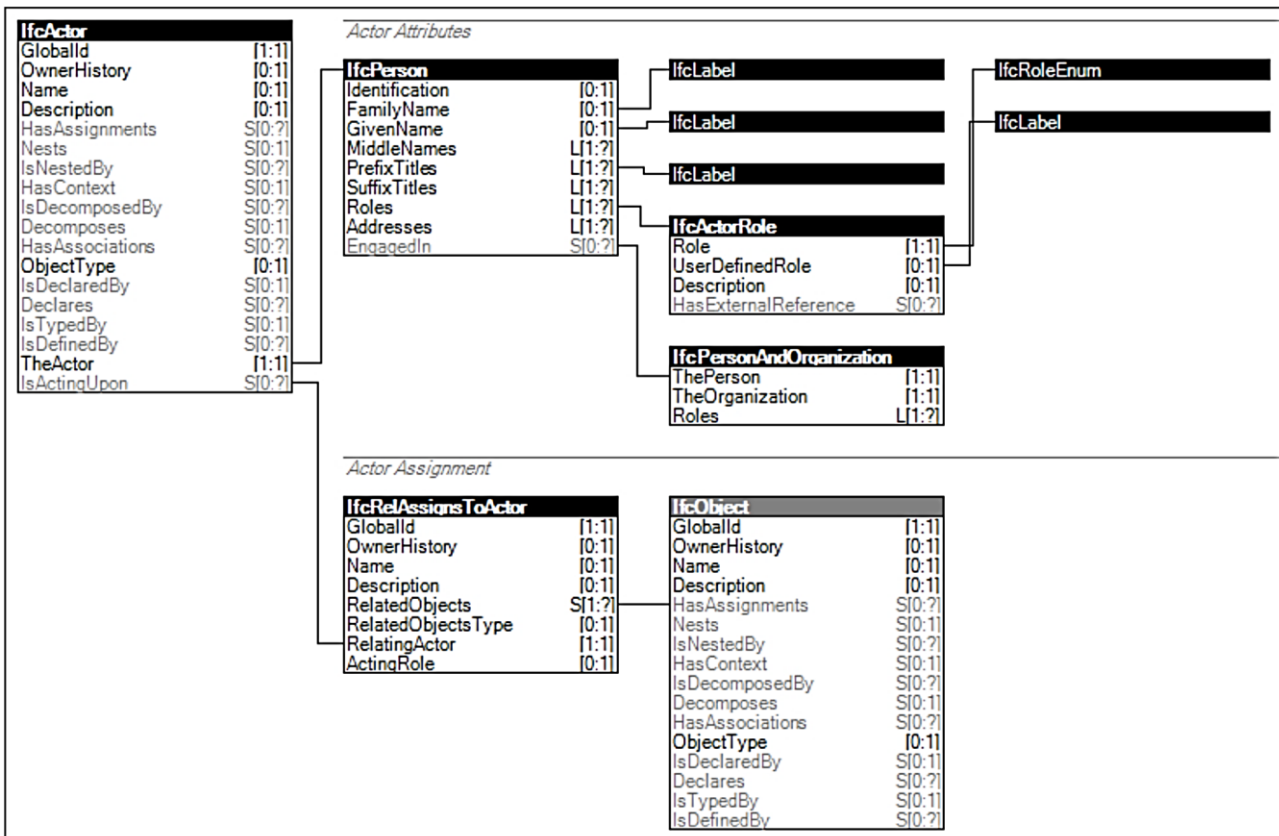 IfcActor
GlobalId [1:1]
OwnerHistory [0:1]
Name [0:1]
Description [0:1]
HasAssignments S[0:?]
Nests S[0:1]
IsNestedBy S[0:?]
HasContext S[0:1]
IsDecomposedBy S[0:?]
Decomposes S[0:1]
HasAssociations S[0:?]
ObjectType [0:1]
IsDeclaredBy S[0:1]
Declares S[0:?]
IsTypedBy S[0:1]
IsDefinedBy S[0:?]
TheActor [1:1]
IsActingUpon S[0:?]
Actor Attributes
IfcPerson
Identification [0:1]
FamilyName [0:1]
GivenName [0:1]
MiddleNames L[1:?]
PrefixTitles L[1:?]
SuffixTitles L[1:?]
Roles L[1:?]
Addresses L[1:?]
EngagedIn S[0:?]
IfcLabel
IfcLabel
IfcLabel
IfcActorRole
Role [1:1]
UserDefinedRole [0:1]
Description [0:1]
HasExternalReference S[0:?]
IfcPersonAndOrganization
ThePerson [1:1]
TheOrganization [1:1]
Roles L[1:?]
IfcRoleEnum
IfcLabel
Actor Assignment
IfcRelAssignsToActor
GlobalId [1:1]
OwnerHistory [0:1]
Name [0:1]
Description [0:1]
RelatedObjects S[1:?]
RelatedObjectsType [0:1]
RelatingActor [1:1]
ActingRole [0:1]
IfcObject
GlobalId [1:1]
OwnerHistory [0:1]
Name [0:1]
Description [0:1]
HasAssignments S[0:?]
Nests S[0:1]
IsNestedBy S[0:?]
HasContext S[0:1]
IsDecomposedBy S[0:?]
Decomposes S[0:1]
HasAssociations S[0:?]
ObjectType [0:1]
IsDeclaredBy S[0:1]
Declares S[0:?]
IsTypedBy S[0:1]
IsDefinedBy S[0:?]